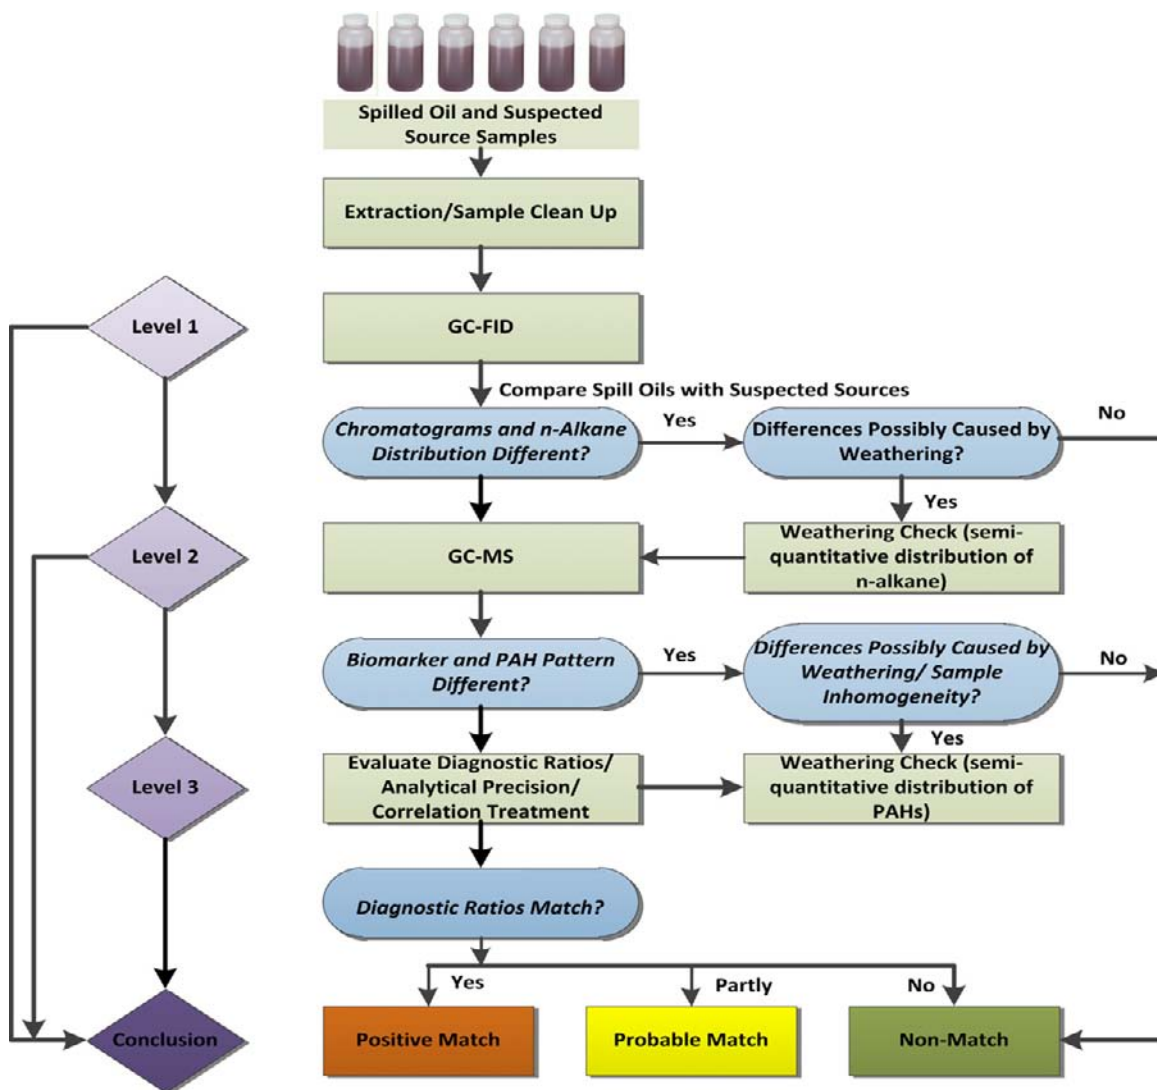 Spilled Oil and Suspected
Source Samples
Extraction/Sample Clean Up
Level 1
GC-FID
Compare Spill Oils with Suspected Sources
Chromatograms and n-Alkane
Distribution Different?
Yes
Differences Possibly Caused by
Weathering?
No
Yes
Level 2
GC-MS
Weathering Check (semi-
quantitative distribution of
n-alkane)
Biomarker and PAH Pattern
Different?
Yes
Differences Possibly Caused by
Weathering/ Sample
Inhomogeneity?
No
Yes
Level 3
Evaluate Diagnostic Ratios/
Analytical Precision/
Correlation Treatment
Weathering Check (semi-
quantitative distribution of
PAHs)
Diagnostic Ratios Match?
Yes
Partly
No
Conclusion
Positive Match
Probable Match
Non-Match